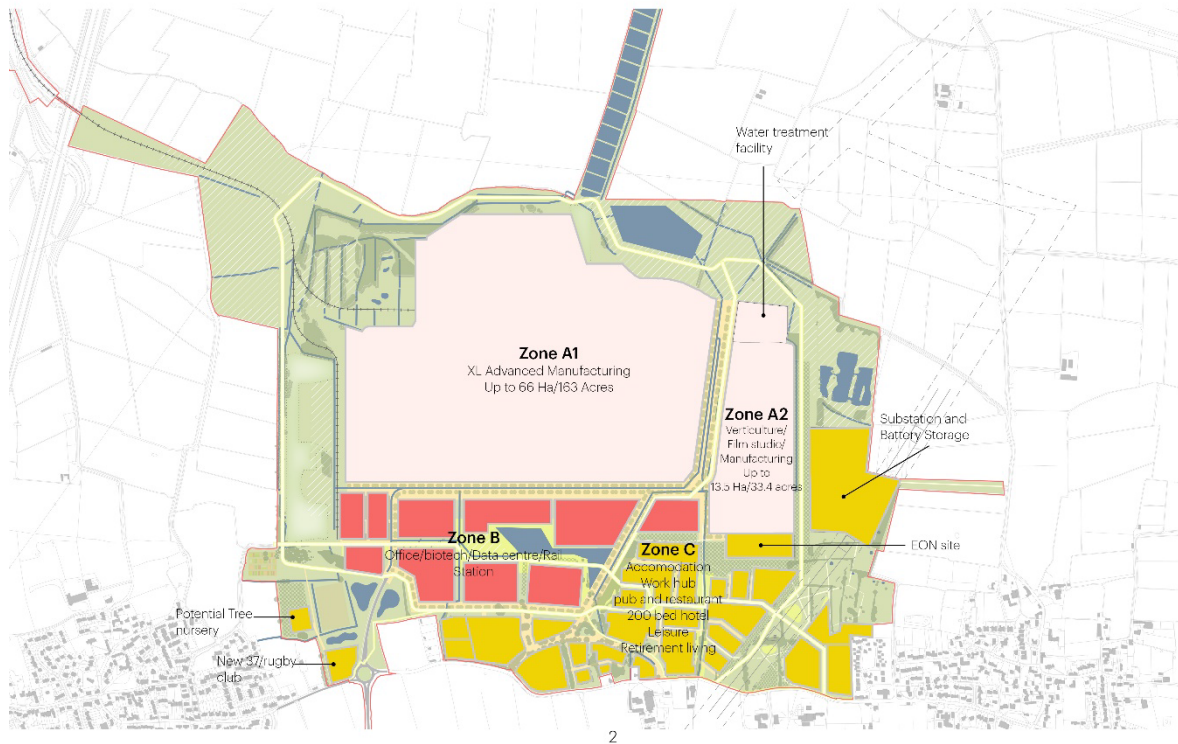 Water treatment
facility
Zone A1
XL Advanced Manufacturing
Up to 66 Ha/163 Acres
Zone A2
Verticulture/
Film studio/
Manufacturing
Up to
13.5 Ha/33.4 acres
Substation and
Battery Storage
EON site
Zone B
Office/biotech/Data centre/Rail
Station
Zone C
Accomodation
Work hub
pub and restaurant
200 bed hotel
Leisure
Retirement living
Potential Tree
nursery
New 37/rugby
club
2